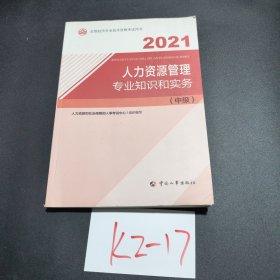 全国经济专业技术资格考试用书
2021
人力资源管理
专业知识和实务
（中级）
人力资源和社会保障部人事考试中心 组织编写
中国人事出版社
KZ-17